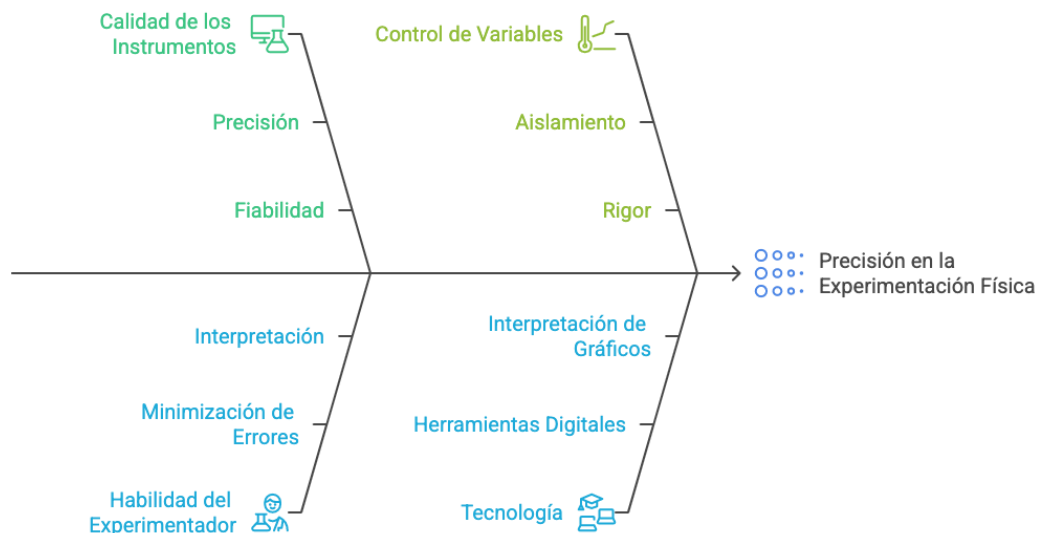 Calidad de los
Instrumentos
Precisión
Fiabilidad
Control de Variables
Aislamiento
Rigor
Precisión en la
Experimentación Física
Interpretación
Minimización de
Errores
Habilidad del
Experimentador
Interpretación de
Gráficos
Herramientas Digitales
Tecnología